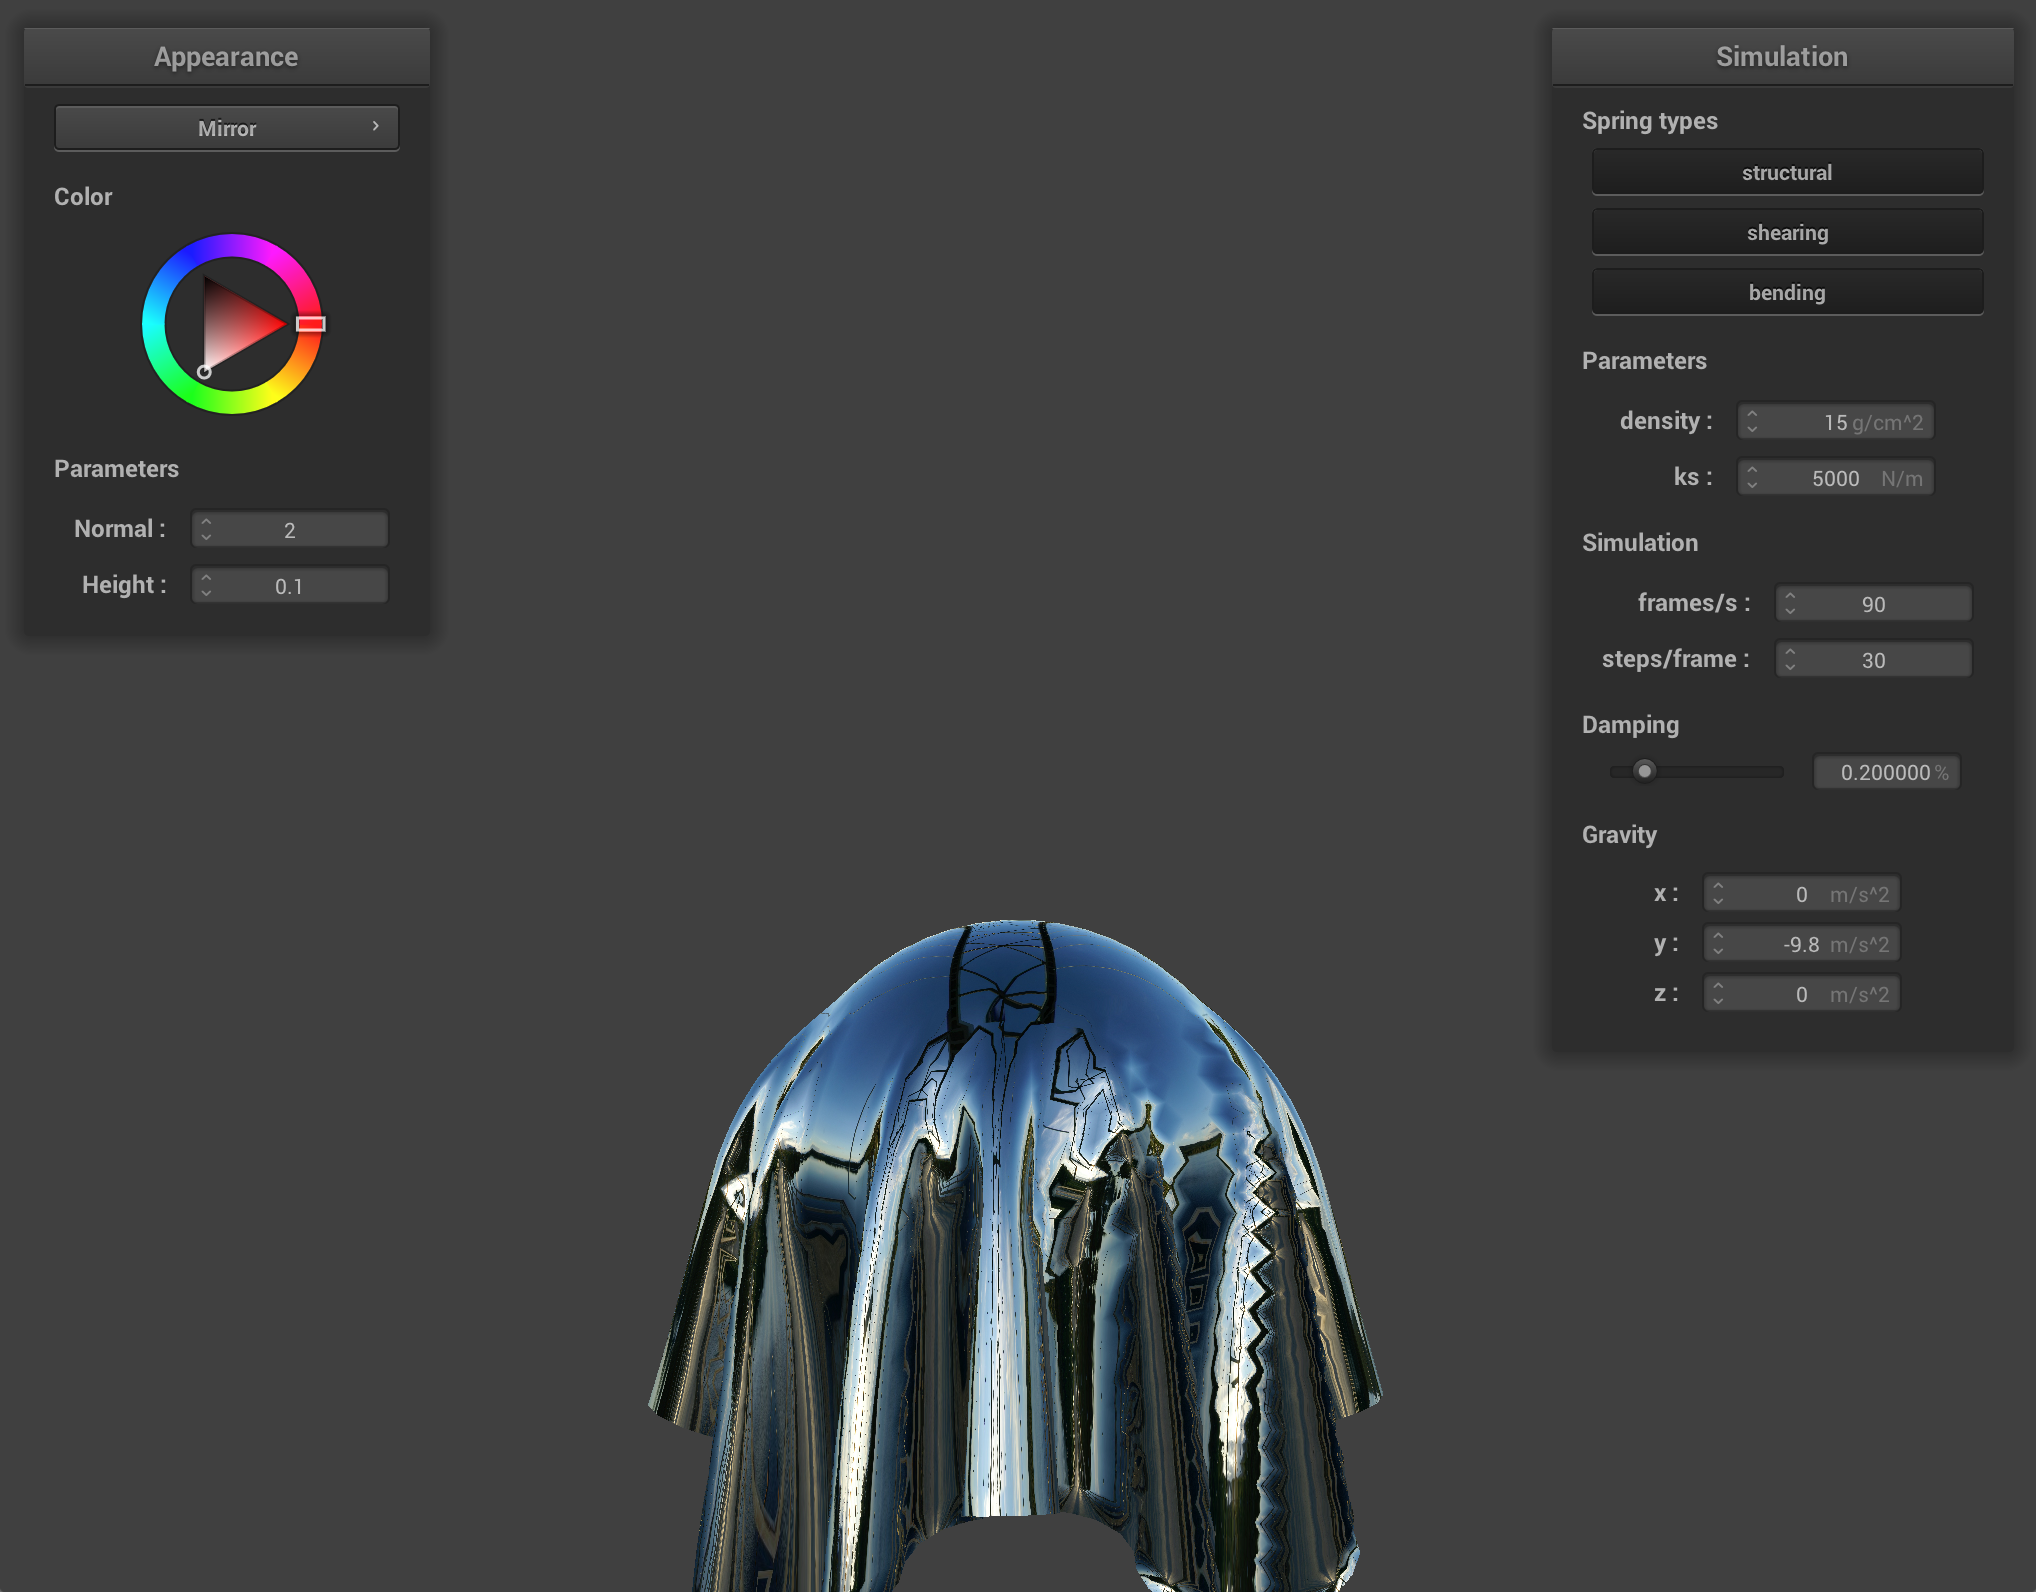 Appearance
Mirror
Color
Parameters
Normal : 2
Height : 0.1
Simulation
Spring types
structural
shearing
bending
Parameters
density : 15 g/cm^2
ks : 5000 N/m
Simulation
frames/s : 90
steps/frame : 30
Damping
0.200000 %
Gravity
x : 0 m/s^2
y : -9.8 m/s^2
z : 0 m/s^2